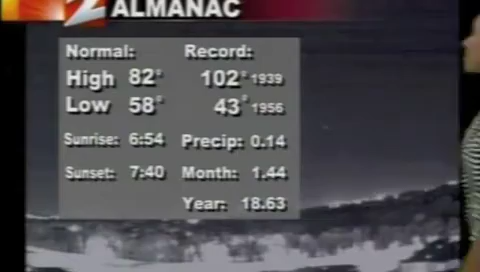 2 ALMANAC
Normal: Record:
High 82° 102° 1939
Low 58° 43° 1956
Sunrise: 6:54 Precip: 0.14
Sunset: 7:40 Month: 1.44
Year: 18.63